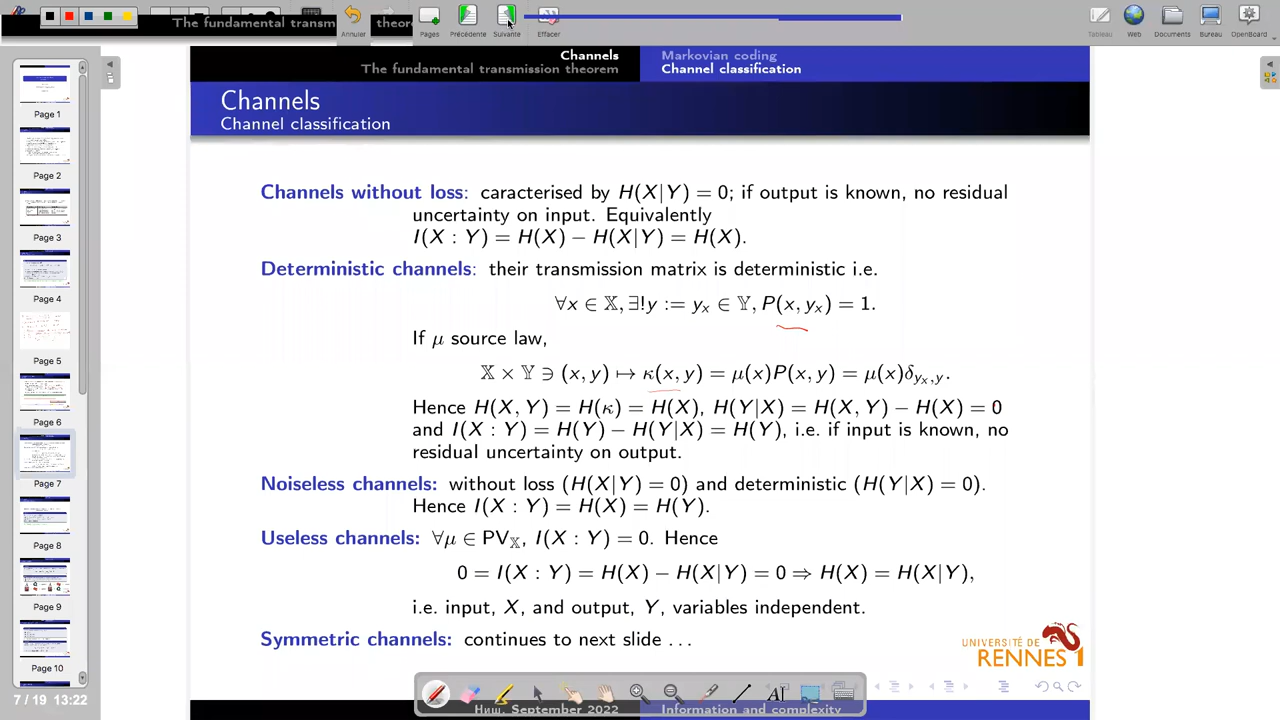 The fundamental transm
theorem
Annuler
Pages
Précédente
Suivante
Effacer
Tableau
Web
Documents
Bureau
OpenBoard
Channels
The fundamental transmission theorem
Markovian coding
Channel classification
Channels
Channel classification
Channels without loss: caracterised by H(X|Y) = 0; if output is known, no residual
uncertainty on input. Equivalently
I(X : Y) = H(X) − H(X|Y) = H(X).
Deterministic channels: their transmission matrix is deterministic i.e.
∀x ∈ 𝕏, ∃!y := yₓ ∈ 𝕐, P(x, yₓ) = 1.
If μ source law,
𝕏 × 𝕐 ∋ (x, y) ↦ κ(x, y) = μ(x)P(x, y) = μ(x)δ_{yₓ,y}.
Hence H(X, Y) = H(κ) = H(X), H(Y|X) = H(X, Y) − H(X) = 0
and I(X : Y) = H(Y) − H(Y|X) = H(Y), i.e. if input is known, no
residual uncertainty on output.
Noiseless channels: without loss (H(X|Y) = 0) and deterministic (H(Y|X) = 0).
Hence I(X : Y) = H(X) = H(Y).
Useless channels: ∀μ ∈ PV_𝕏, I(X : Y) = 0. Hence
0 = I(X : Y) = H(X) − H(X|Y) = 0 ⇒ H(X) = H(X|Y),
i.e. input, X, and output, Y, variables independent.
Symmetric channels: continues to next slide . . .
UNIVERSITÉ DE
RENNES 1
Ниш, September 2022
Information and complexity
Page 1
Page 2
Page 3
Page 4
Page 5
Page 6
Page 7
Page 8
Page 9
Page 10
7 / 19 13:22